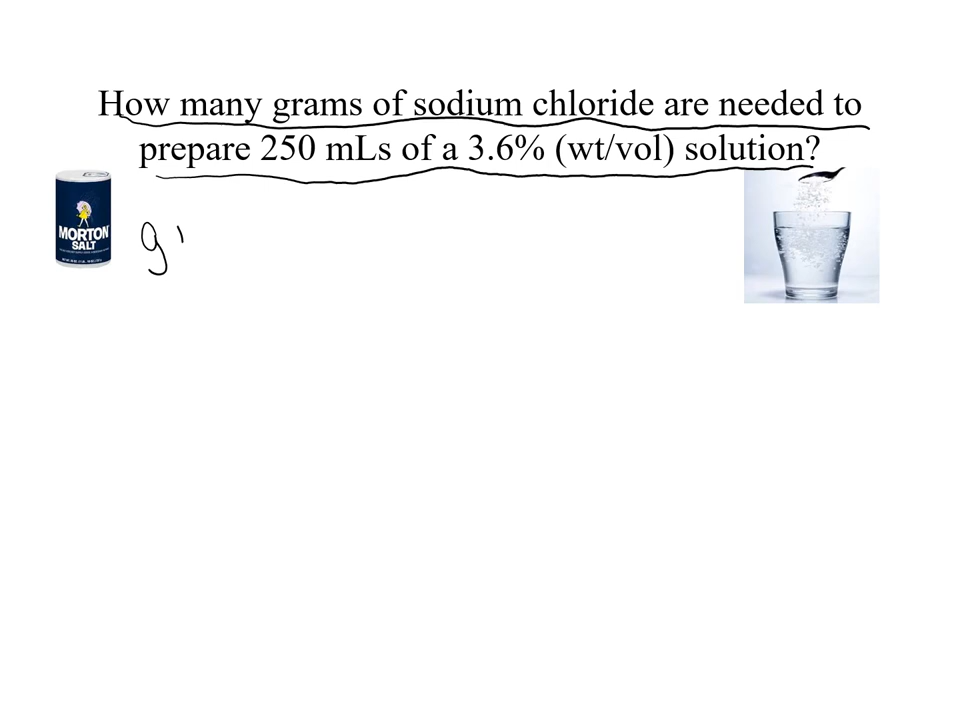 How many grams of sodium chloride are needed to
prepare 250 mLs of a 3.6% (wt/vol) solution?
MORTON
SALT
g